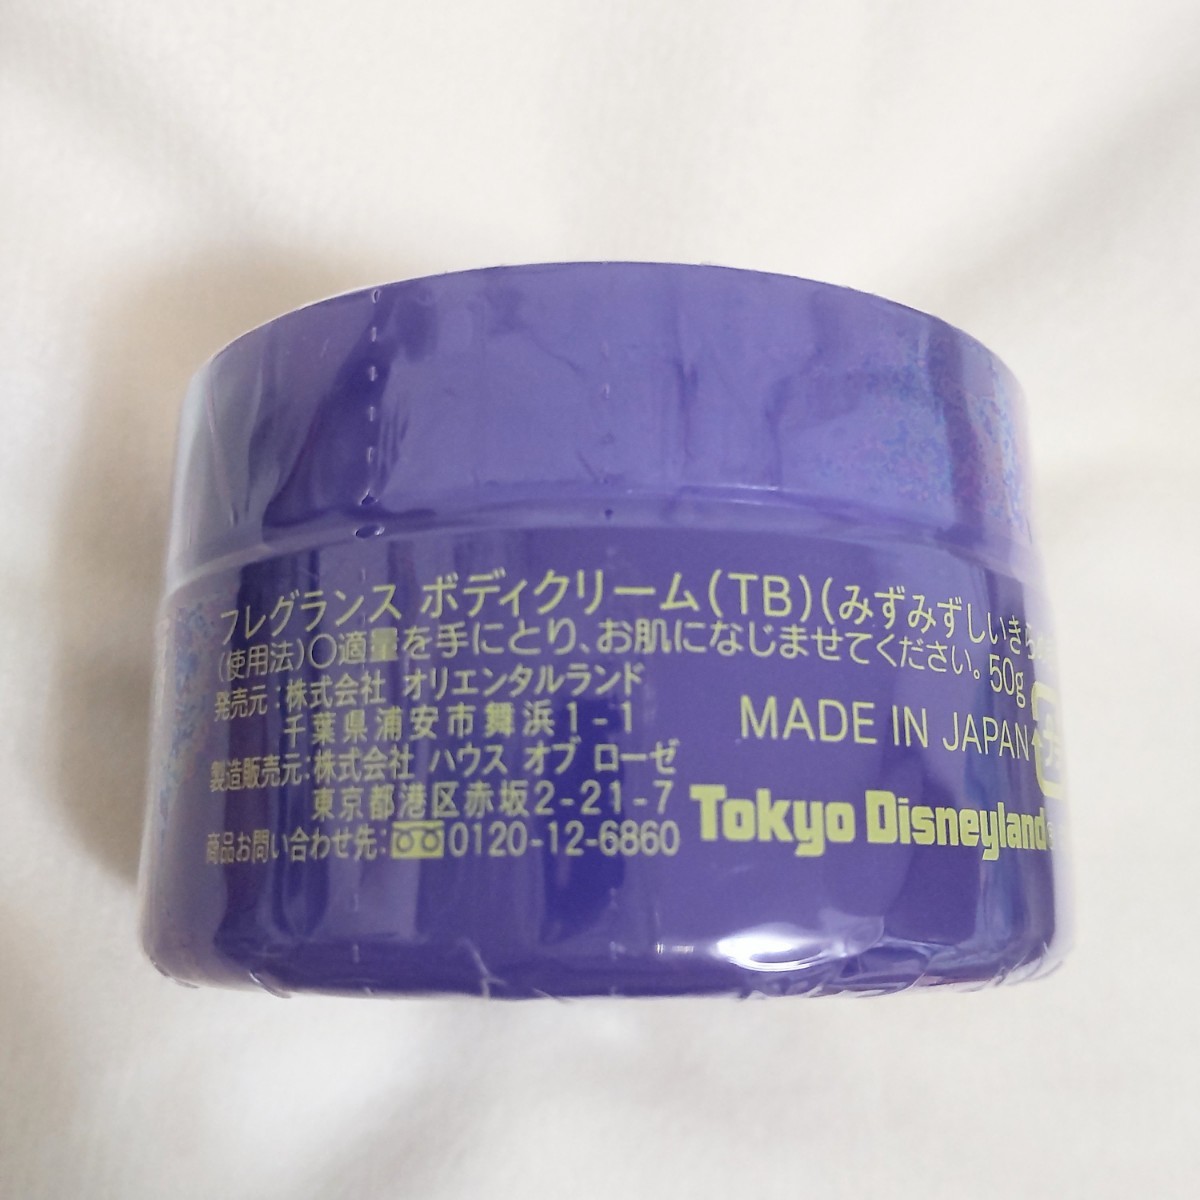 フレグランス ボディクリーム(TB)(みずみずしいきら
(使用法)○適量を手にとり、お肌になじませてください。50g
発売元：株式会社 オリエンタルランド
千葉県浦安市舞浜1-1
製造販売元：株式会社 ハウス オブ ローゼ
東京都港区赤坂2-21-7
商品お問い合わせ先：0120-12-6860
MADE IN JAPAN
Tokyo Disneyland